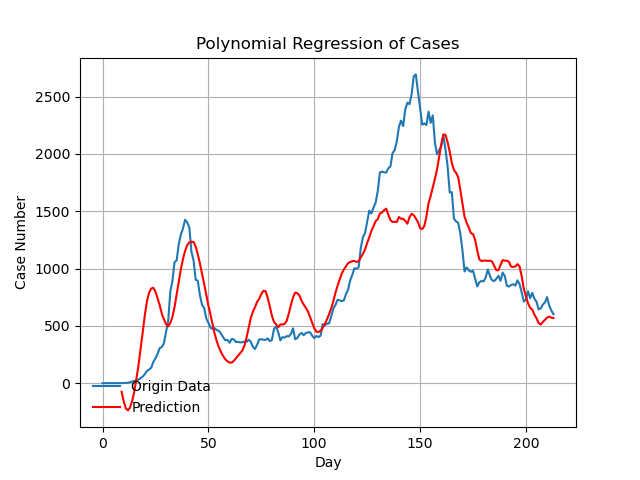 Polynomial Regression of Cases
Case Number
2500
2000
1500
1000
500
0
Origin Data
Prediction
0 50 100 150 200
Day